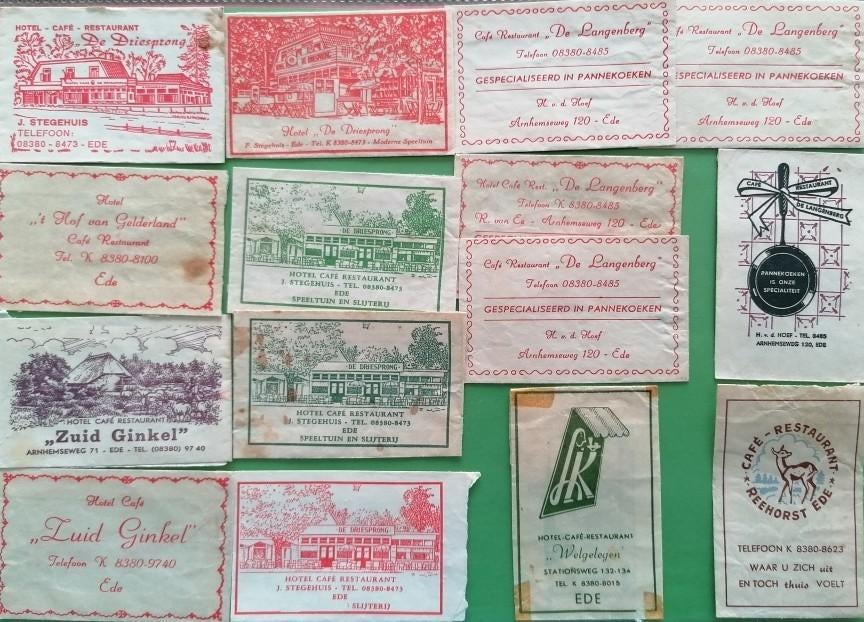 HOTEL - CAFÉ - RESTAURANT
„De Driesprong”
J. STEGEHUIS
TELEFOON:
08380 - 8473 - EDE
Hotel „De Driesprong”
F. Stegehuis - Ede - Tel. K 8380-8473 - Moderne Speeltuin
Café Restaurant „De Langenberg”
Telefoon 08380-8485
GESPECIALISEERD IN PANNEKOEKEN
H. v. d. Hoef
Arnhemseweg 120 - Ede
Café Restaurant „De Langenberg”
Telefoon 08380-8485
GESPECIALISEERD IN PANNEKOEKEN
H. v. d. Hoef
Arnhemseweg 120 - Ede
Hotel
„'t Hof van Gelderland”
Café Restaurant
Tel. K 8380-8100
Ede
DE DRIESPRONG
HOTEL CAFÉ RESTAURANT
J. STEGEHUIS - TEL. 08380-8473
EDE
SPEELTUIN EN SLIJTERIJ
Hotel Café Rest. „De Langenberg”
Telefoon K 8380-8485
R. van Es - Arnhemseweg 120 - Ede
Café Restaurant „De Langenberg”
Telefoon 08380-8485
GESPECIALISEERD IN PANNEKOEKEN
H. v. d. Hoef
Arnhemseweg 120 - Ede
CAFÉ RESTAURANT
DE LANGENBERG
PANNEKOEKEN
IS ONZE
SPECIALITEIT
H. v. d. HOEF - TEL. 8485
ARNHEMSEWEG 120, EDE
HOTEL CAFÉ RESTAURANT
„Zuid Ginkel”
ARNHEMSEWEG 71 - EDE - TEL. (08380) 97 40
DE DRIESPRONG
HOTEL CAFÉ RESTAURANT
J. STEGEHUIS - TEL. 08380-8473
EDE
SPEELTUIN EN SLIJTERIJ
Hotel Café
„Zuid Ginkel”
Telefoon K 8380-9740
Ede
DE DRIESPRONG
HOTEL CAFÉ RESTAURANT
J. STEGEHUIS - TEL. 08380-8473
EDE
SLIJTERIJ
HOTEL-CAFÉ-RESTAURANT
„Welgelegen”
STATIONSWEG 132-134
TEL K 8380-8015
EDE
CAFÉ-RESTAURANT
REEHORST EDE
TELEFOON K 8380-8623
WAAR U ZICH uit
EN TOCH thuis VOELT